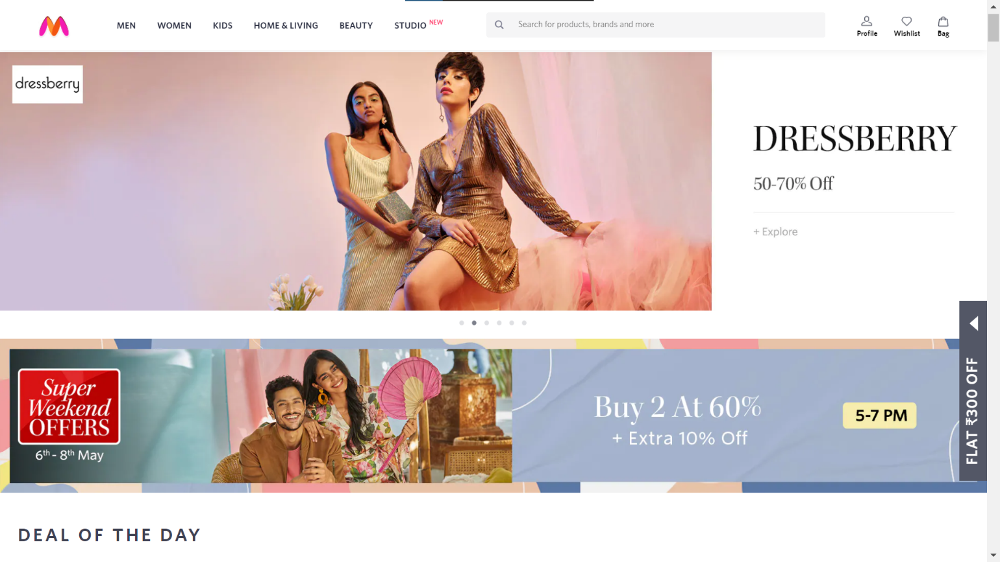 MEN
WOMEN
KIDS
HOME & LIVING
BEAUTY
STUDIO NEW
Search for products, brands and more
Profile
Wishlist
Bag
dressberry
DRESSBERRY
50-70% Off
+ Explore
FLAT ₹300 OFF
Super
Weekend
OFFERS
6th - 8th May
Buy 2 At 60%
+ Extra 10% Off
5-7 PM
DEAL OF THE DAY